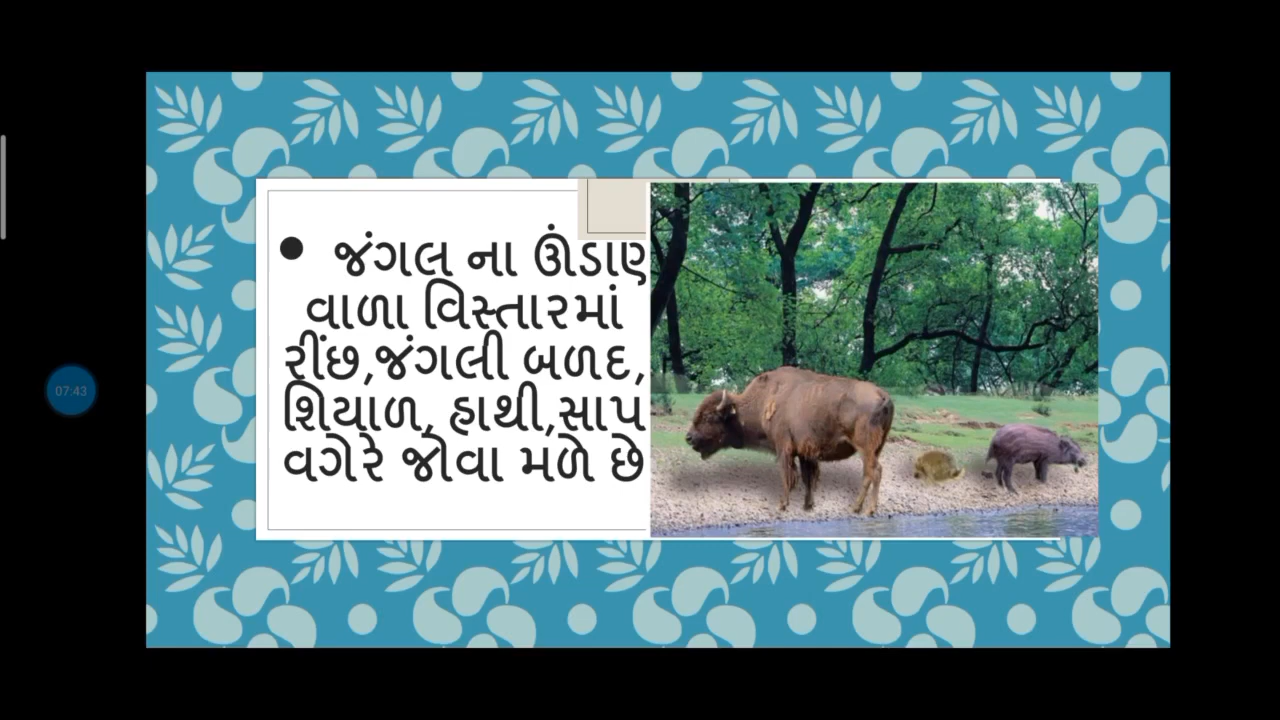 • જંગલ ના ઊંડાણ
વાળા વિસ્તારમાં
રીંછ,જંગલી બળદ,
શિયાળ, હાથી,સાપ
વગેરે જોવા મળે છે
07:43